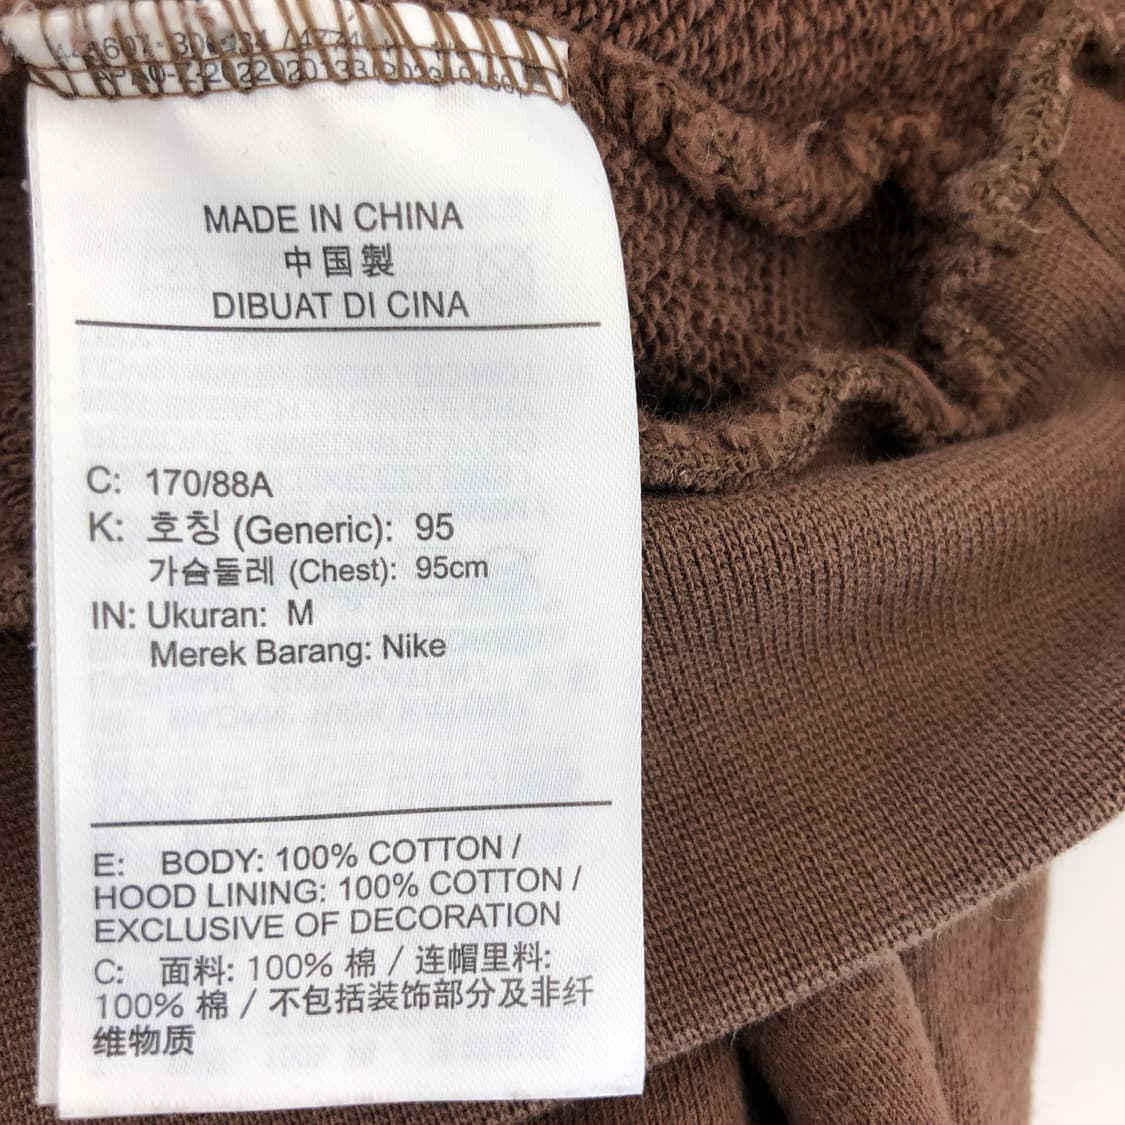 MADE IN CHINA
中国製
DIBUAT DI CINA
C: 170/88A
K: 호칭 (Generic): 95
가슴둘레 (Chest): 95cm
IN: Ukuran: M
Merek Barang: Nike
E: BODY: 100% COTTON /
HOOD LINING: 100% COTTON /
EXCLUSIVE OF DECORATION
C: 面料: 100% 棉 / 连帽里料:
100% 棉 / 不包括装饰部分及非纤
维物质